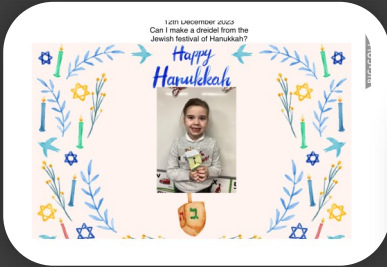 12th December 2023
Can I make a dreidel from the
Jewish festival of Hanukkah?
Happy
Hanukkah
ג